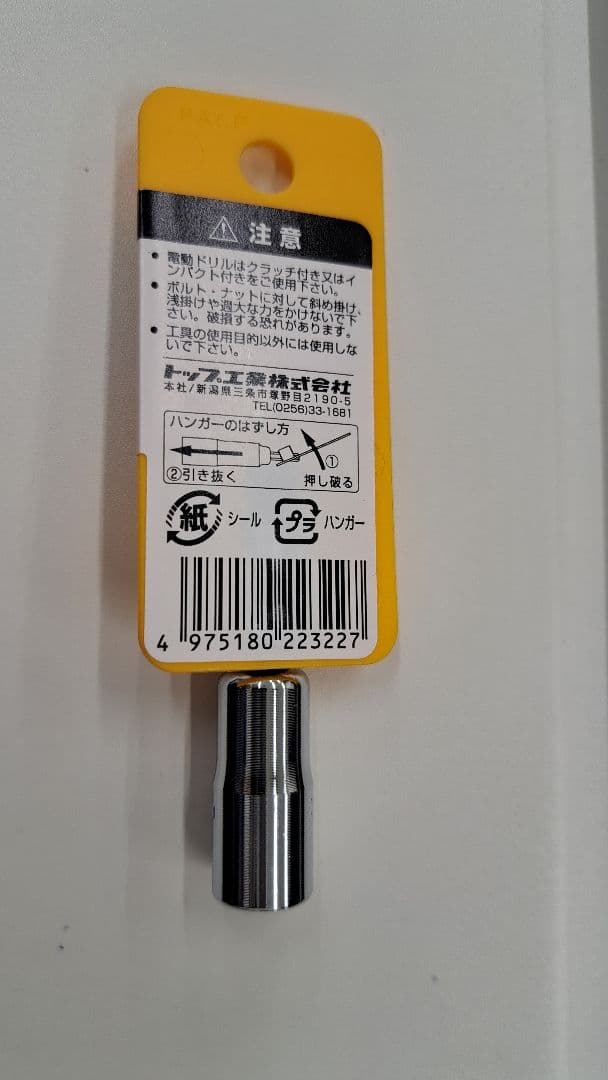 PAT.P
注意
・電動ドリルはクラッチ付き又はイ
ンパクト付きをご使用下さい。
・ボルト・ナットに対して斜め掛け、
浅掛けや過大な力をかけないで下
さい。破損する恐れがあります。
・工具の使用目的以外には使用しな
いで下さい。
トップ工業株式会社
本社/新潟県三条市塚野目2190-5
TEL(0256)33-1681
ハンガーのはずし方
①
②引き抜く 押し破る
紙 シール プラ ハンガー
4 975180 223227